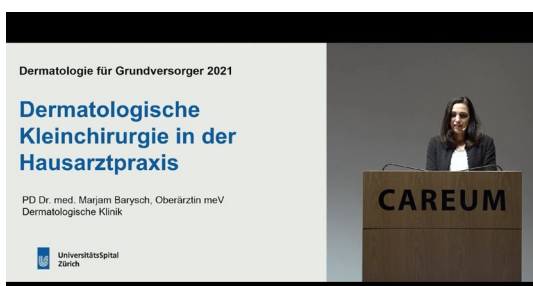 Dermatologie für Grundversorger 2021
Dermatologische
Kleinchirurgie in der
Hausarztpraxis
PD Dr. med. Marjam Barysch, Oberärztin meV
Dermatologische Klinik
UniversitätsSpital
Zürich
CAREUM